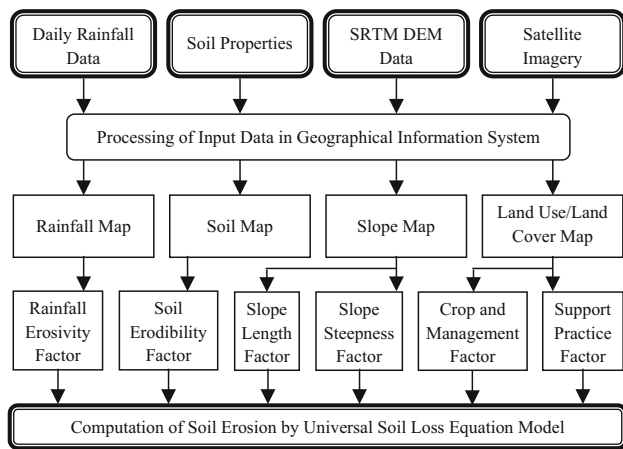 Daily Rainfall
Data
Soil Properties
SRTM DEM
Data
Satellite
Imagery
Processing of Input Data in Geographical Information System
Rainfall Map
Soil Map
Slope Map
Land Use/Land
Cover Map
Rainfall
Erosivity
Factor
Soil
Erodibility
Factor
Slope
Length
Factor
Slope
Steepness
Factor
Crop and
Management
Factor
Support
Practice
Factor
Computation of Soil Erosion by Universal Soil Loss Equation Model